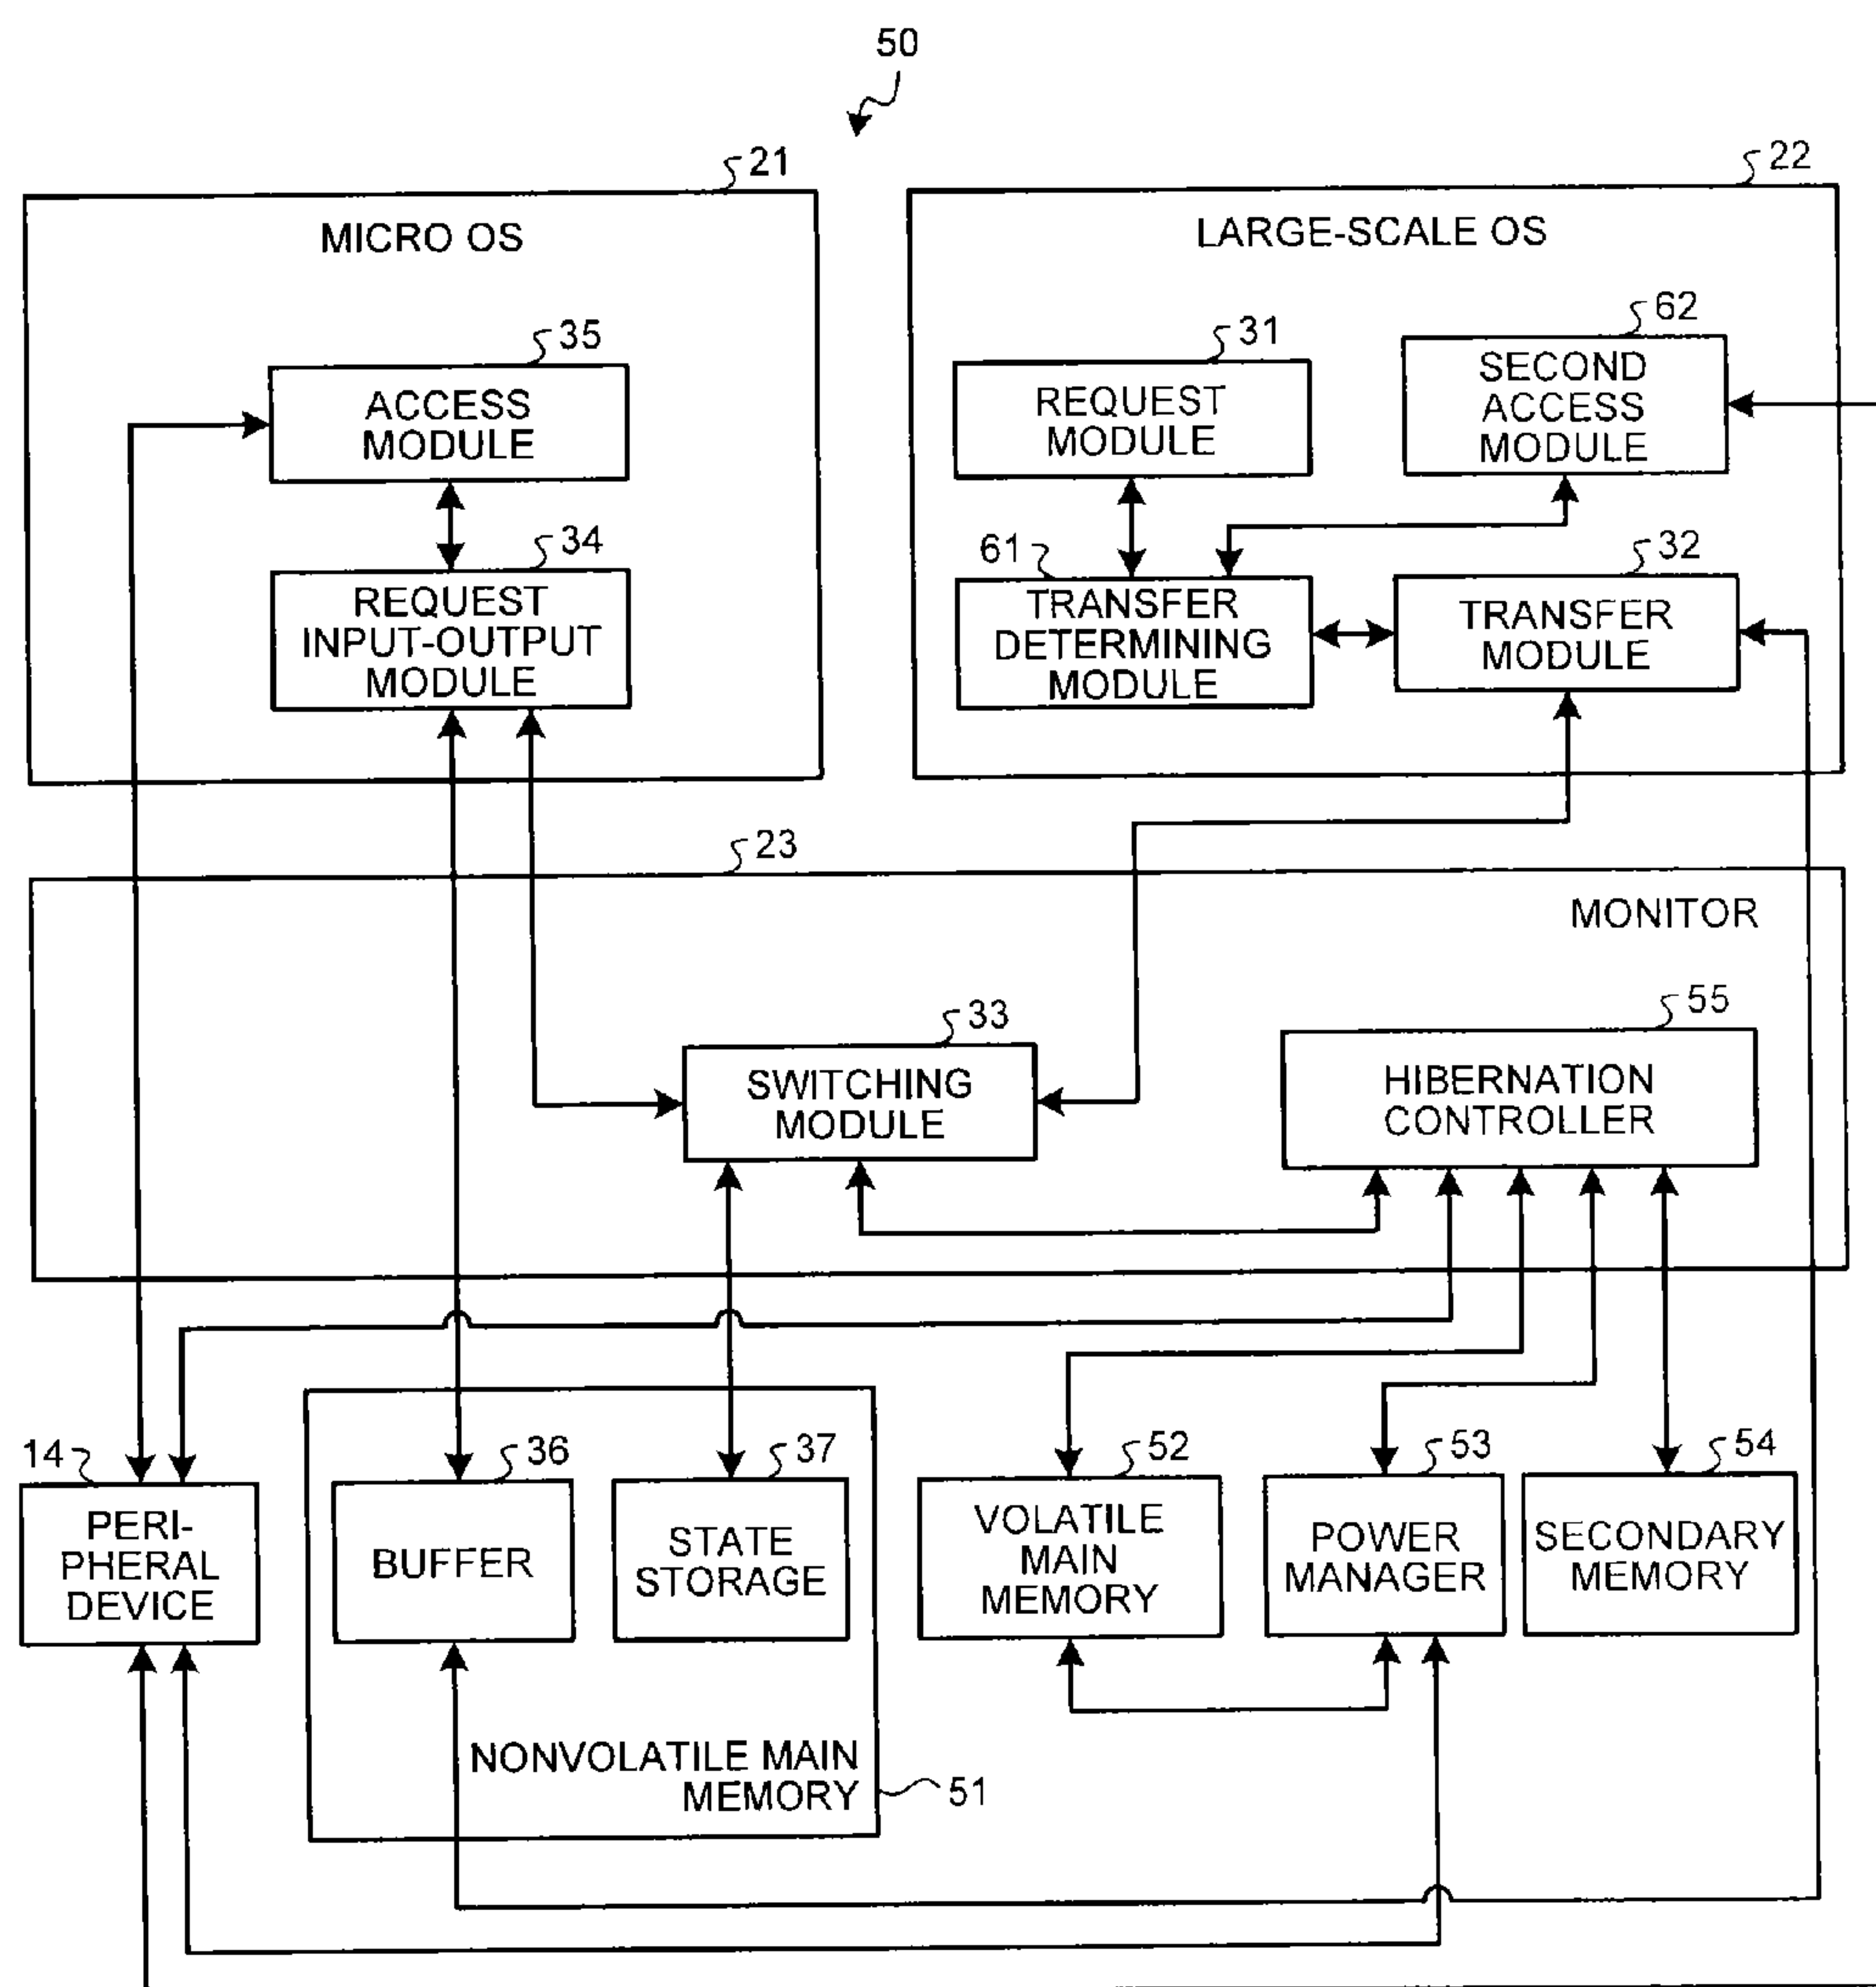 50
21
22
MICRO OS
LARGE-SCALE OS
35
ACCESS
MODULE
34
REQUEST
INPUT-OUTPUT
MODULE
31
REQUEST
MODULE
62
SECOND
ACCESS
MODULE
61
TRANSFER
DETERMINING
MODULE
32
TRANSFER
MODULE
23
MONITOR
33
SWITCHING
MODULE
55
HIBERNATION
CONTROLLER
14
PERI-
PHERAL
DEVICE
36
BUFFER
37
STATE
STORAGE
NONVOLATILE MAIN
MEMORY
51
52
VOLATILE
MAIN
MEMORY
53
POWER
MANAGER
54
SECONDARY
MEMORY